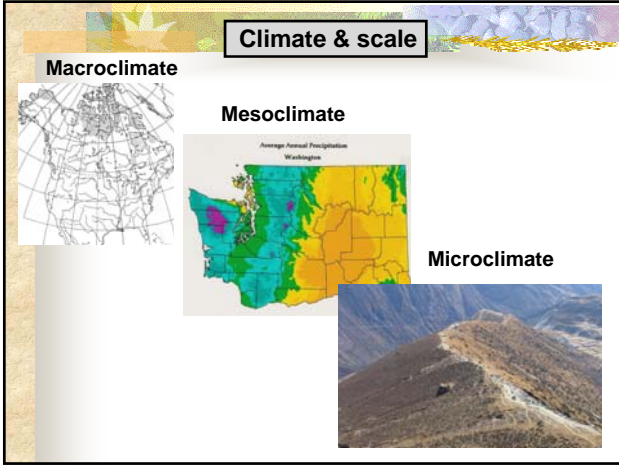 Climate & scale
Macroclimate
Mesoclimate
Average Annual Precipitation
Washington
Microclimate